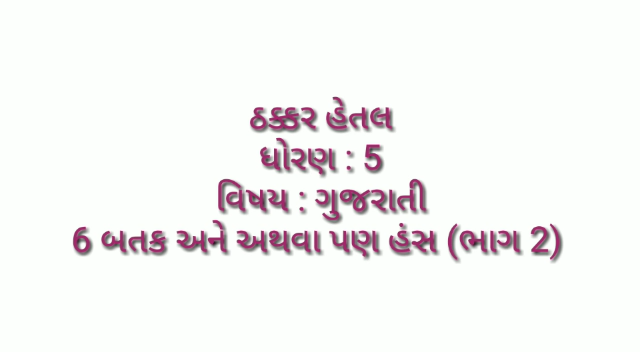 ઠક્કર હેતલ
ધોરણ : 5
વિષય : ગુજરાતી
6 બતક અને અથવા પણ હંસ (ભાગ 2)